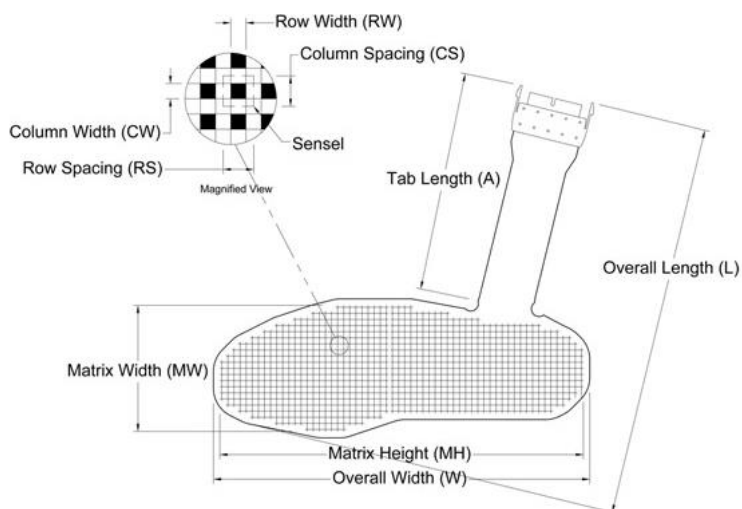 Row Width (RW)
Column Spacing (CS)
Column Width (CW)
Sensel
Row Spacing (RS)
Magnified View
Tab Length (A)
Overall Length (L)
Matrix Width (MW)
Matrix Height (MH)
Overall Width (W)